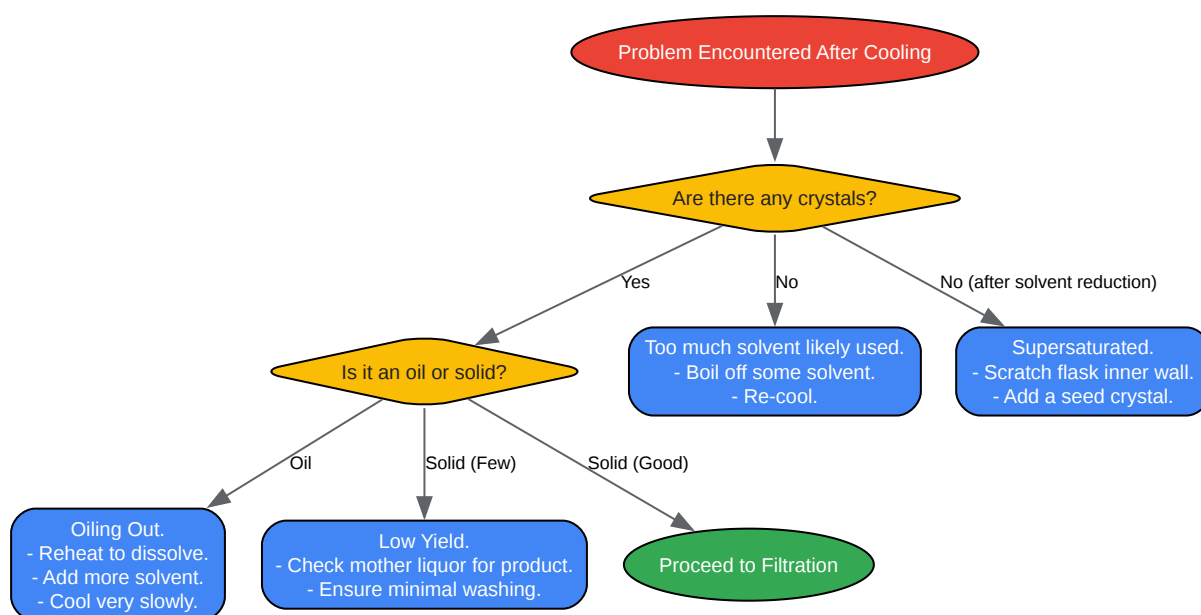 Problem Encountered After Cooling
Are there any crystals?
Yes
No
No (after solvent reduction)
Is it an oil or solid?
Too much solvent likely used.
- Boil off some solvent.
- Re-cool.
Supersaturated.
- Scratch flask inner wall.
- Add a seed crystal.
Oil
Solid (Few)
Solid (Good)
Oiling Out.
- Reheat to dissolve.
- Add more solvent.
- Cool very slowly.
Low Yield.
- Check mother liquor for product.
- Ensure minimal washing.
Proceed to Filtration